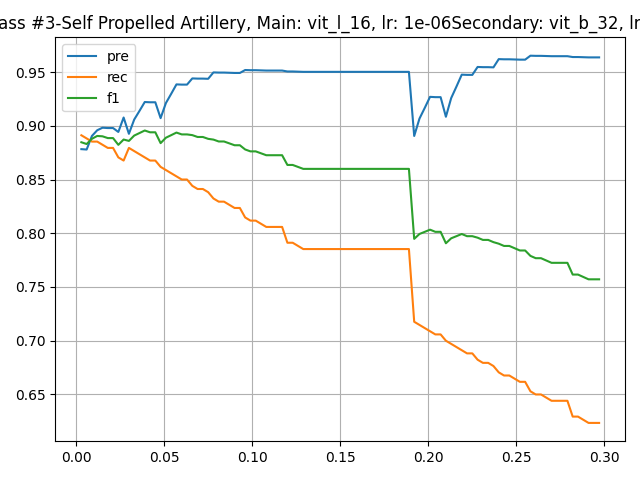 ass #3-Self Propelled Artillery, Main: vit_l_16, lr: 1e-06Secondary: vit_b_32, lr
pre
rec
f1
0.95
0.90
0.85
0.80
0.75
0.70
0.65
0.00 0.05 0.10 0.15 0.20 0.25 0.30